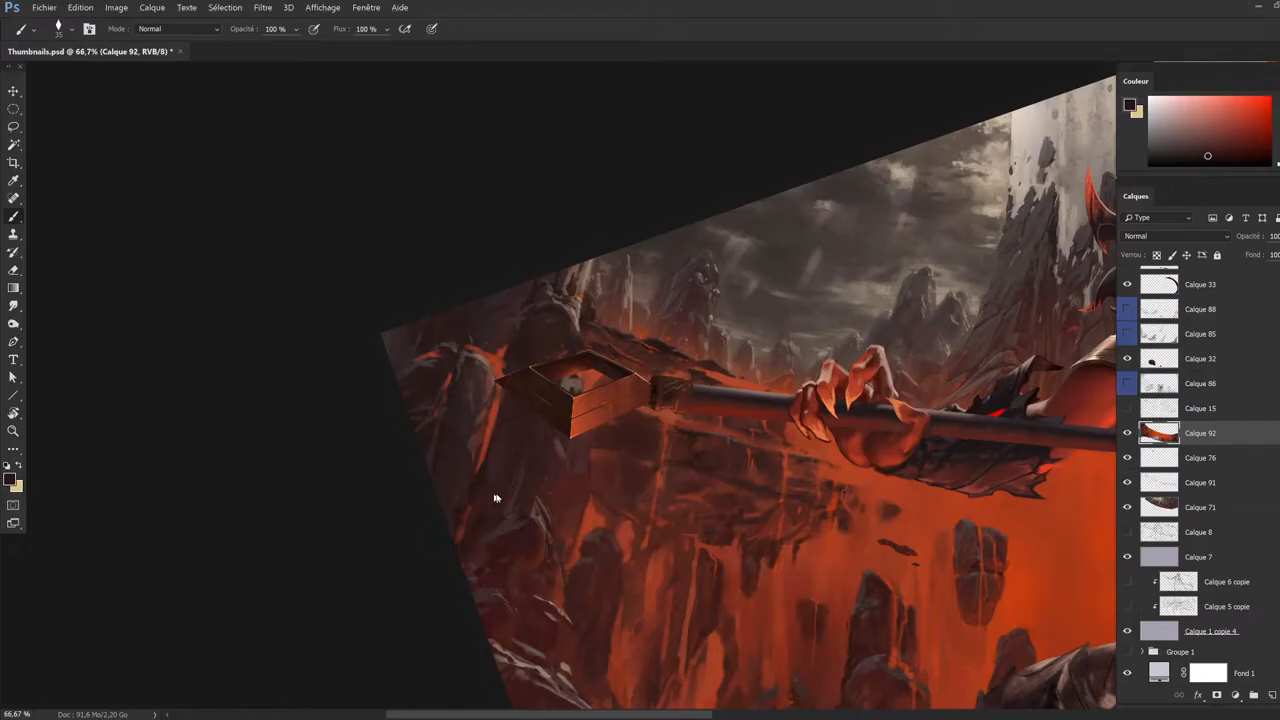 Ps Fichier Edition Image Calque Texte Sélection Filtre 3D Affichage Fenêtre Aide
35 Mode : Normal Opacité : 100 % Flux : 100 %
Thumbnails.psd @ 66,7% (Calque 92, RVB/8) *
Couleur
Calques
Type
Normal Opacité : 100
Verrou : Fond : 100
Calque 33
Calque 88
Calque 85
Calque 32
Calque 86
Calque 15
Calque 92
Calque 76
Calque 91
Calque 71
Calque 8
Calque 7
Calque 6 copie
Calque 5 copie
Calque 1 copie 4
Groupe 1
Fond 1
66,67 % Doc : 91,6 Mo/2,20 Go